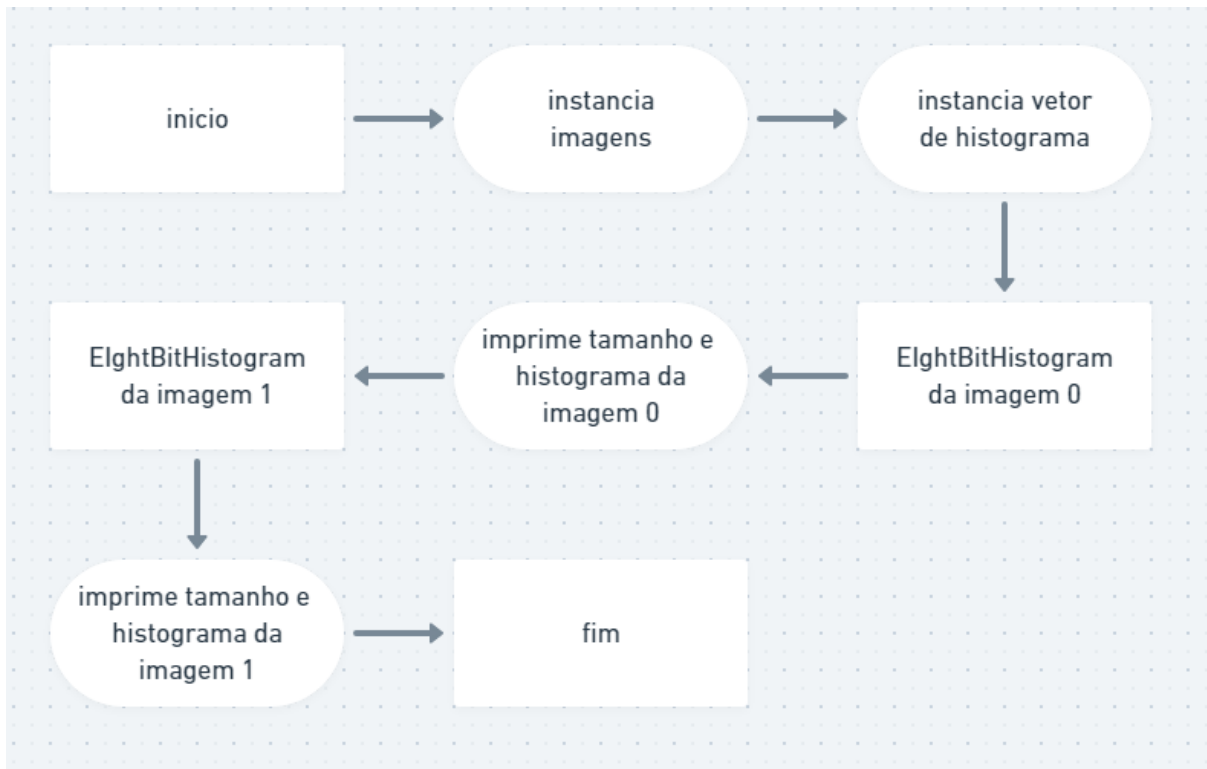 inicio
instancia
imagens
instancia vetor
de histograma
EIghtBitHistogram
da imagem 0
imprime tamanho e
histograma da
imagem 0
EIghtBitHistogram
da imagem 1
imprime tamanho e
histograma da
imagem 1
fim